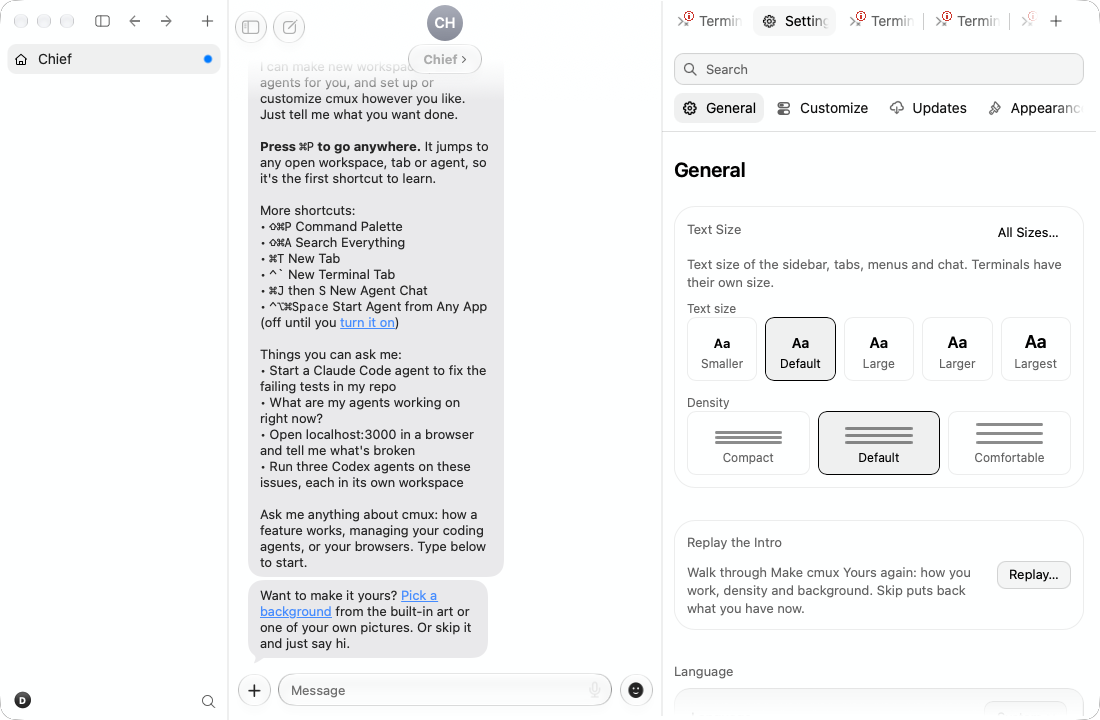 Chief
D
CH
Chief ›
I can make new workspac
agents for you, and set up or
customize cmux however you like.
Just tell me what you want done.
Press ⌘P to go anywhere. It jumps to
any open workspace, tab or agent, so
it's the first shortcut to learn.
More shortcuts:
• ⇧⌘P Command Palette
• ⇧⌘A Search Everything
• ⌘T New Tab
• ^` New Terminal Tab
• ⌘J then S New Agent Chat
• ^⌥⌘Space Start Agent from Any App
(off until you turn it on)
Things you can ask me:
• Start a Claude Code agent to fix the
failing tests in my repo
• What are my agents working on
right now?
• Open localhost:3000 in a browser
and tell me what's broken
• Run three Codex agents on these
issues, each in its own workspace
Ask me anything about cmux: how a
feature works, managing your coding
agents, or your browsers. Type below
to start.
Want to make it yours? Pick a
background from the built-in art or
one of your own pictures. Or skip it
and just say hi.
Message
Termin Setting Termin Termin
Search
General Customize Updates Appearanc
General
Text Size
All Sizes...
Text size of the sidebar, tabs, menus and chat. Terminals have
their own size.
Text size
Aa Aa Aa Aa Aa
Smaller Default Large Larger Largest
Density
Compact Default Comfortable
Replay the Intro
Walk through Make cmux Yours again: how you
work, density and background. Skip puts back
what you have now.
Replay...
Language